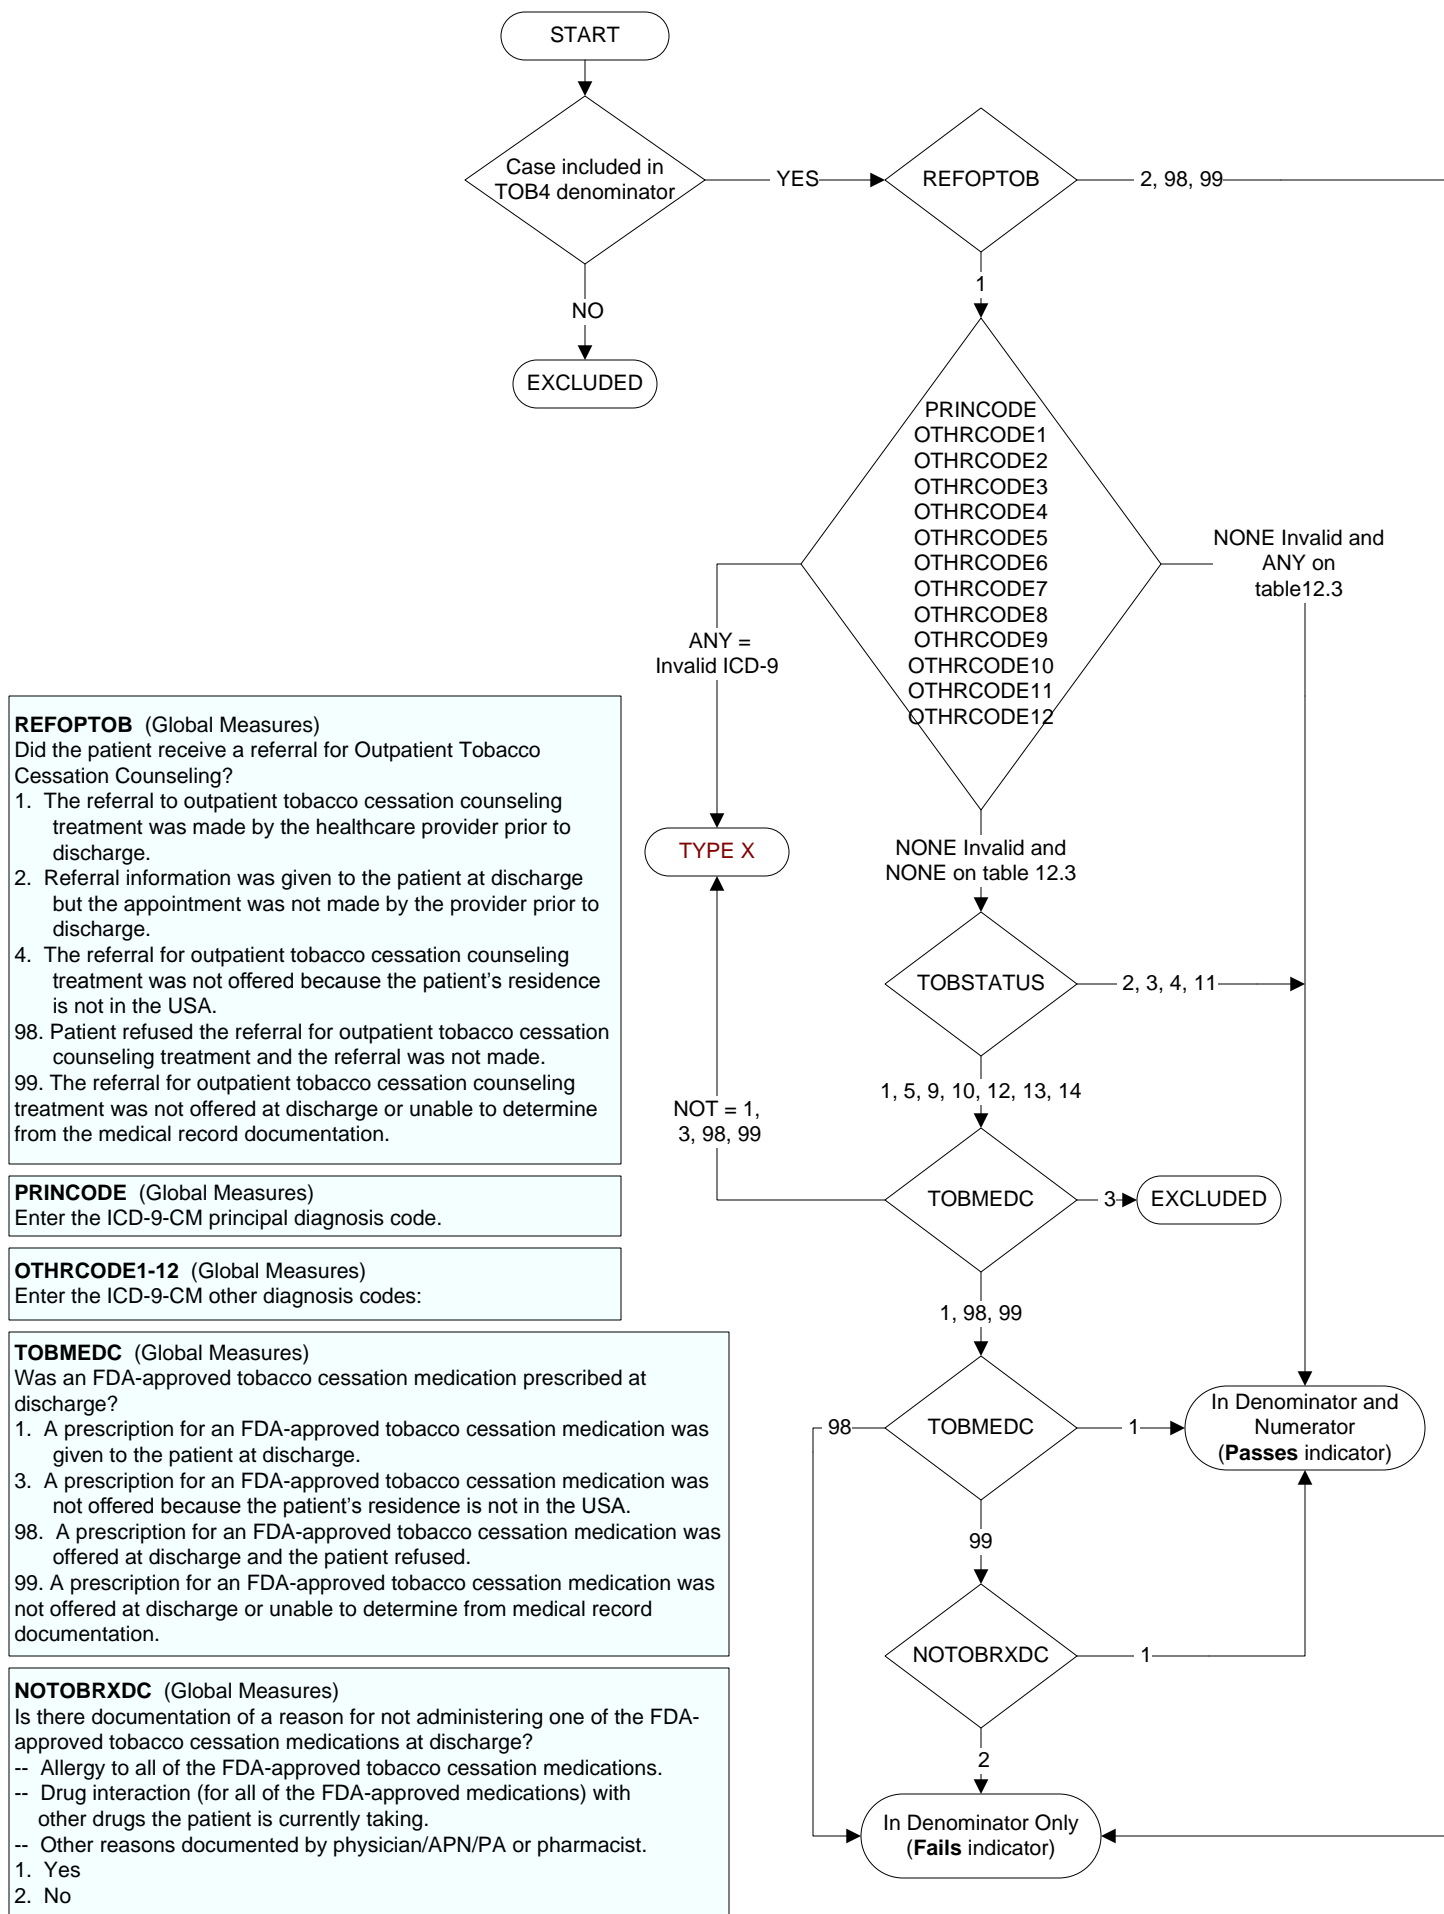 START
Case included in
TOB4 denominator
YES
REFOPTOB
2, 98, 99
NO
EXCLUDED
1
PRINCODE
OTHRCODE1
OTHRCODE2
OTHRCODE3
OTHRCODE4
OTHRCODE5
OTHRCODE6
OTHRCODE7
OTHRCODE8
OTHRCODE9
OTHRCODE10
OTHRCODE11
OTHRCODE12
NONE Invalid and
ANY on
table12.3
ANY =
Invalid ICD-9
TYPE X
NONE Invalid and
NONE on table 12.3
TOBSTATUS
2, 3, 4, 11
1, 5, 9, 10, 12, 13, 14
NOT = 1,
3, 98, 99
TOBMEDC
3
EXCLUDED
1, 98, 99
TOBMEDC
98
1
In Denominator and
Numerator
(Passes indicator)
99
NOTOBRXDC
1
2
In Denominator Only
(Fails indicator)
REFOPTOB (Global Measures)
Did the patient receive a referral for Outpatient Tobacco
Cessation Counseling?
1. The referral to outpatient tobacco cessation counseling
treatment was made by the healthcare provider prior to
discharge.
2. Referral information was given to the patient at discharge
but the appointment was not made by the provider prior to
discharge.
4. The referral for outpatient tobacco cessation counseling
treatment was not offered because the patient's residence
is not in the USA.
98. Patient refused the referral for outpatient tobacco cessation
counseling treatment and the referral was not made.
99. The referral for outpatient tobacco cessation counseling
treatment was not offered at discharge or unable to determine
from the medical record documentation.
PRINCODE (Global Measures)
Enter the ICD-9-CM principal diagnosis code.
OTHRCODE1-12 (Global Measures)
Enter the ICD-9-CM other diagnosis codes:
TOBMEDC (Global Measures)
Was an FDA-approved tobacco cessation medication prescribed at
discharge?
1. A prescription for an FDA-approved tobacco cessation medication was
given to the patient at discharge.
3. A prescription for an FDA-approved tobacco cessation medication was
not offered because the patient's residence is not in the USA.
98. A prescription for an FDA-approved tobacco cessation medication was
offered at discharge and the patient refused.
99. A prescription for an FDA-approved tobacco cessation medication was
not offered at discharge or unable to determine from medical record
documentation.
NOTOBRXDC (Global Measures)
Is there documentation of a reason for not administering one of the FDA-
approved tobacco cessation medications at discharge?
-- Allergy to all of the FDA-approved tobacco cessation medications.
-- Drug interaction (for all of the FDA-approved medications) with
other drugs the patient is currently taking.
-- Other reasons documented by physician/APN/PA or pharmacist.
1. Yes
2. No